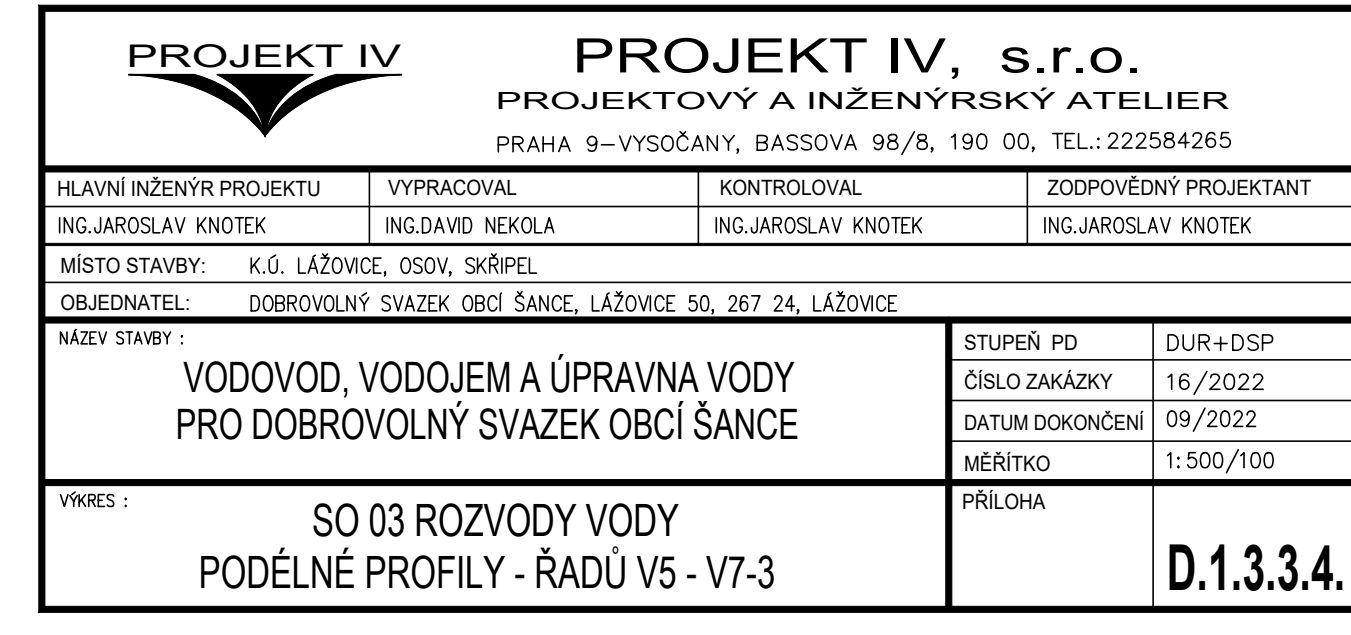 PROJEKT IV
PROJEKT IV, s.r.o.
PROJEKTOVÝ A INŽENÝRSKÝ ATELIER
PRAHA 9-VYSOČANY, BASSOVA 98/8, 190 00, TEL.: 222584265
HLAVNÍ INŽENÝR PROJEKTU VYPRACOVAL KONTROLOVAL ZODPOVĚDNÝ PROJEKTANT
ING.JAROSLAV KNOTEK ING.DAVID NEKOLA ING.JAROSLAV KNOTEK ING.JAROSLAV KNOTEK
MÍSTO STAVBY: K.Ú. LÁŽOVICE, OSOV, SKŘIPEL
OBJEDNATEL: DOBROVOLNÝ SVAZEK OBCÍ ŠANCE, LÁŽOVICE 50, 267 24, LÁŽOVICE
NÁZEV STAVBY :
VODOVOD, VODOJEM A ÚPRAVNA VODY
PRO DOBROVOLNÝ SVAZEK OBCÍ ŠANCE
STUPEŇ PD DUR+DSP
ČÍSLO ZAKÁZKY 16/2022
DATUM DOKONČENÍ 09/2022
MĚŘÍTKO 1:500/100
VÝKRES :
SO 03 ROZVODY VODY
PODÉLNÉ PROFILY - ŘADŮ V5 - V7-3
PŘÍLOHA
D.1.3.3.4.